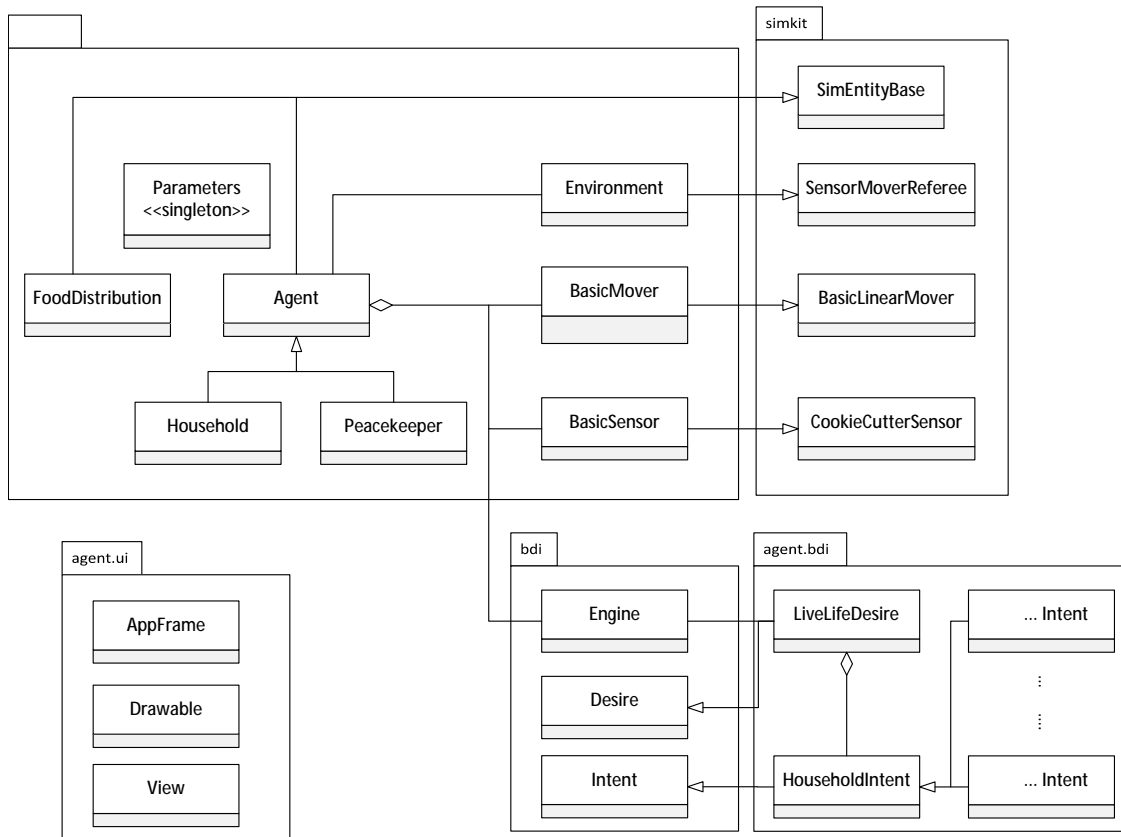 simkit
SimEntityBase
Parameters
<<singleton>>
Environment
SensorMoverReferee
FoodDistribution
Agent
BasicMover
BasicLinearMover
Household
Peacekeeper
BasicSensor
CookieCutterSensor
agent.ui
bdi
agent.bdi
AppFrame
Engine
LiveLifeDesire
... Intent
Drawable
Desire
...
...
View
Intent
HouseholdIntent
... Intent